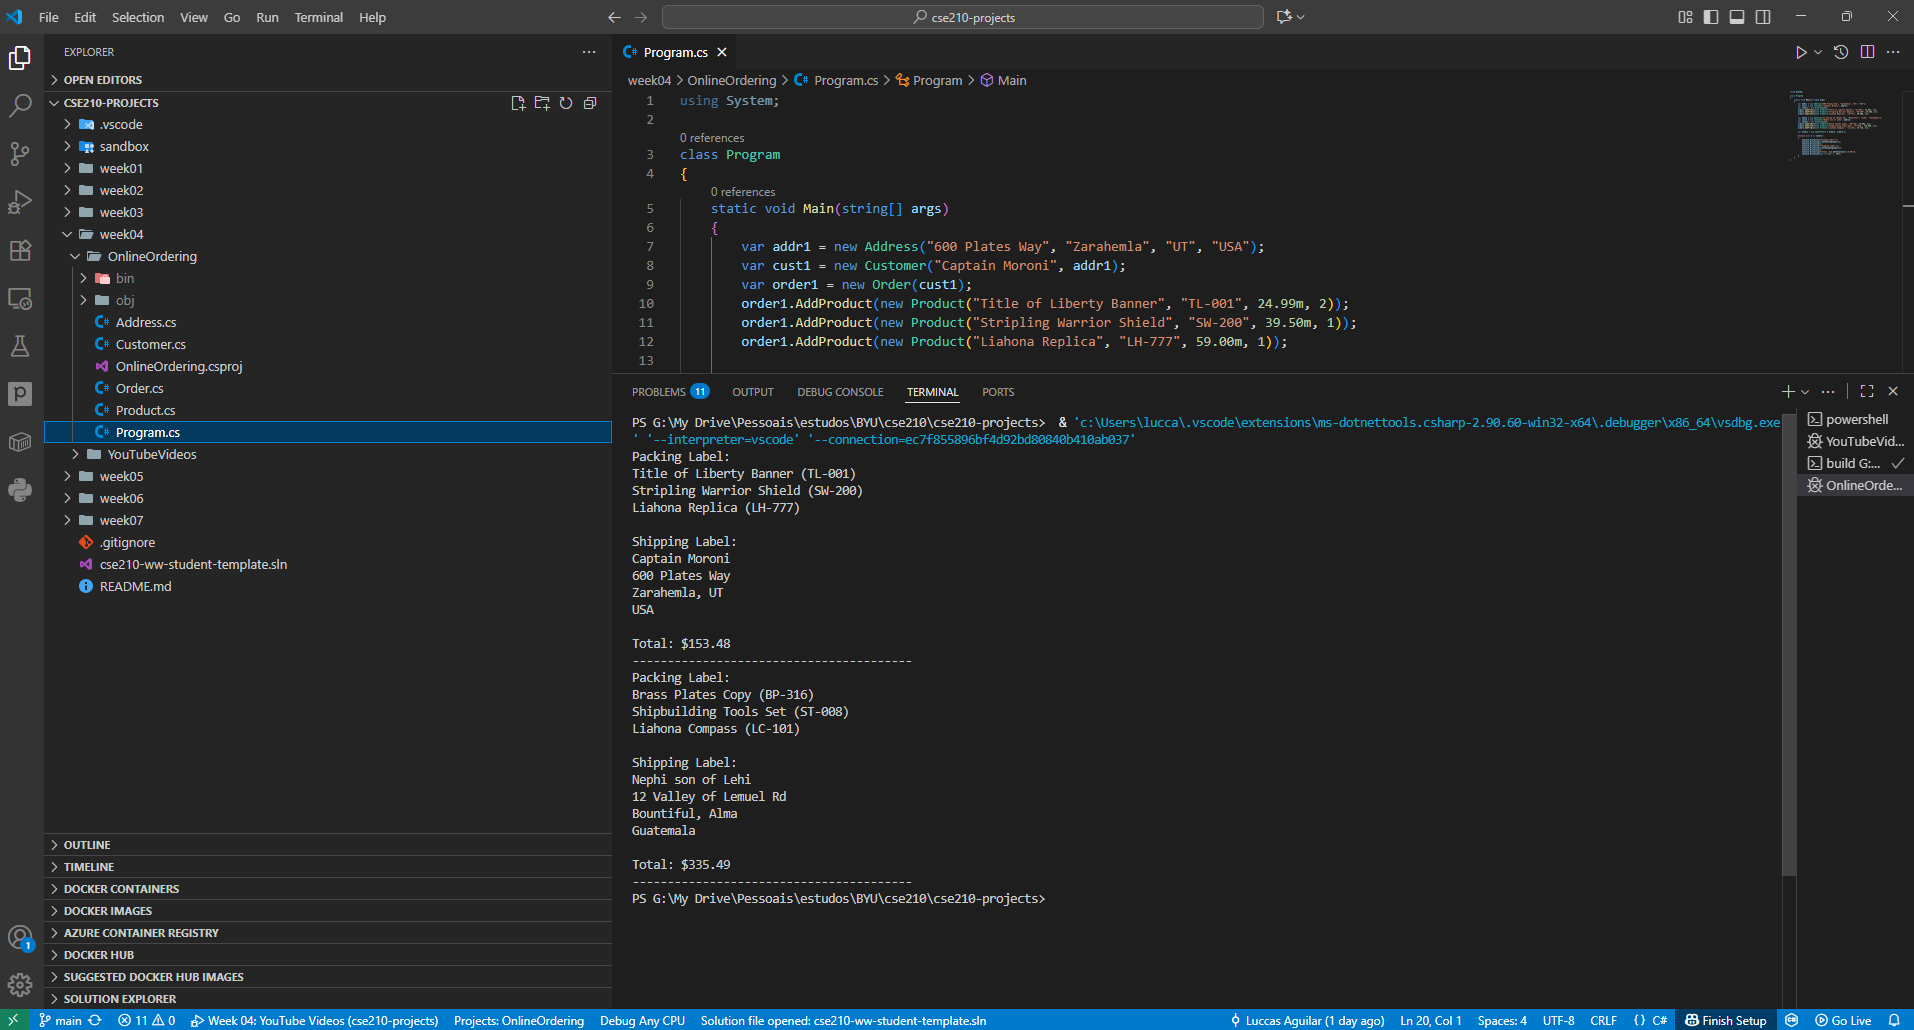 File Edit Selection View Go Run Terminal Help
cse210-projects
EXPLORER
OPEN EDITORS
CSE210-PROJECTS
.vscode
sandbox
week01
week02
week03
week04
OnlineOrdering
bin
obj
Address.cs
Customer.cs
OnlineOrdering.csproj
Order.cs
Product.cs
Program.cs
YouTubeVideos
week05
week06
week07
.gitignore
cse210-ww-student-template.sln
README.md
OUTLINE
TIMELINE
DOCKER CONTAINERS
DOCKER IMAGES
AZURE CONTAINER REGISTRY
DOCKER HUB
SUGGESTED DOCKER HUB IMAGES
SOLUTION EXPLORER
1
Program.cs
week04 > OnlineOrdering > Program.cs > Program > Main
1 using System;
2
0 references
3 class Program
4 {
0 references
5 static void Main(string[] args)
6 {
7 var addr1 = new Address("600 Plates Way", "Zarahemla", "UT", "USA");
8 var cust1 = new Customer("Captain Moroni", addr1);
9 var order1 = new Order(cust1);
10 order1.AddProduct(new Product("Title of Liberty Banner", "TL-001", 24.99m, 2));
11 order1.AddProduct(new Product("Stripling Warrior Shield", "SW-200", 39.50m, 1));
12 order1.AddProduct(new Product("Liahona Replica", "LH-777", 59.00m, 1));
13
PROBLEMS 11 OUTPUT DEBUG CONSOLE TERMINAL PORTS
PS G:\My Drive\Pessoais\estudos\BYU\cse210\cse210-projects>  & 'c:\Users\lucca\.vscode\extensions\ms-dotnettools.csharp-2.90.60-win32-x64\.debugger\x86_64\vsdbg.exe
' '--interpreter=vscode' '--connection=ec7f855896bf4d92bd80840b410ab037'
Packing Label:
Title of Liberty Banner (TL-001)
Stripling Warrior Shield (SW-200)
Liahona Replica (LH-777)
Shipping Label:
Captain Moroni
600 Plates Way
Zarahemla, UT
USA
Total: $153.48
----------------------------------------
Packing Label:
Brass Plates Copy (BP-316)
Shipbuilding Tools Set (ST-008)
Liahona Compass (LC-101)
Shipping Label:
Nephi son of Lehi
12 Valley of Lemuel Rd
Bountiful, Alma
Guatemala
Total: $335.49
----------------------------------------
PS G:\My Drive\Pessoais\estudos\BYU\cse210\cse210-projects>
powershell
YouTubeVid...
build G:...
OnlineOrde...
main 11 0 Week 04: YouTube Videos (cse210-projects) Projects: OnlineOrdering Debug Any CPU Solution file opened: cse210-ww-student-template.sln Luccas Aguilar (1 day ago) Ln 20, Col 1 Spaces: 4 UTF-8 CRLF {} C# Finish Setup Go Live